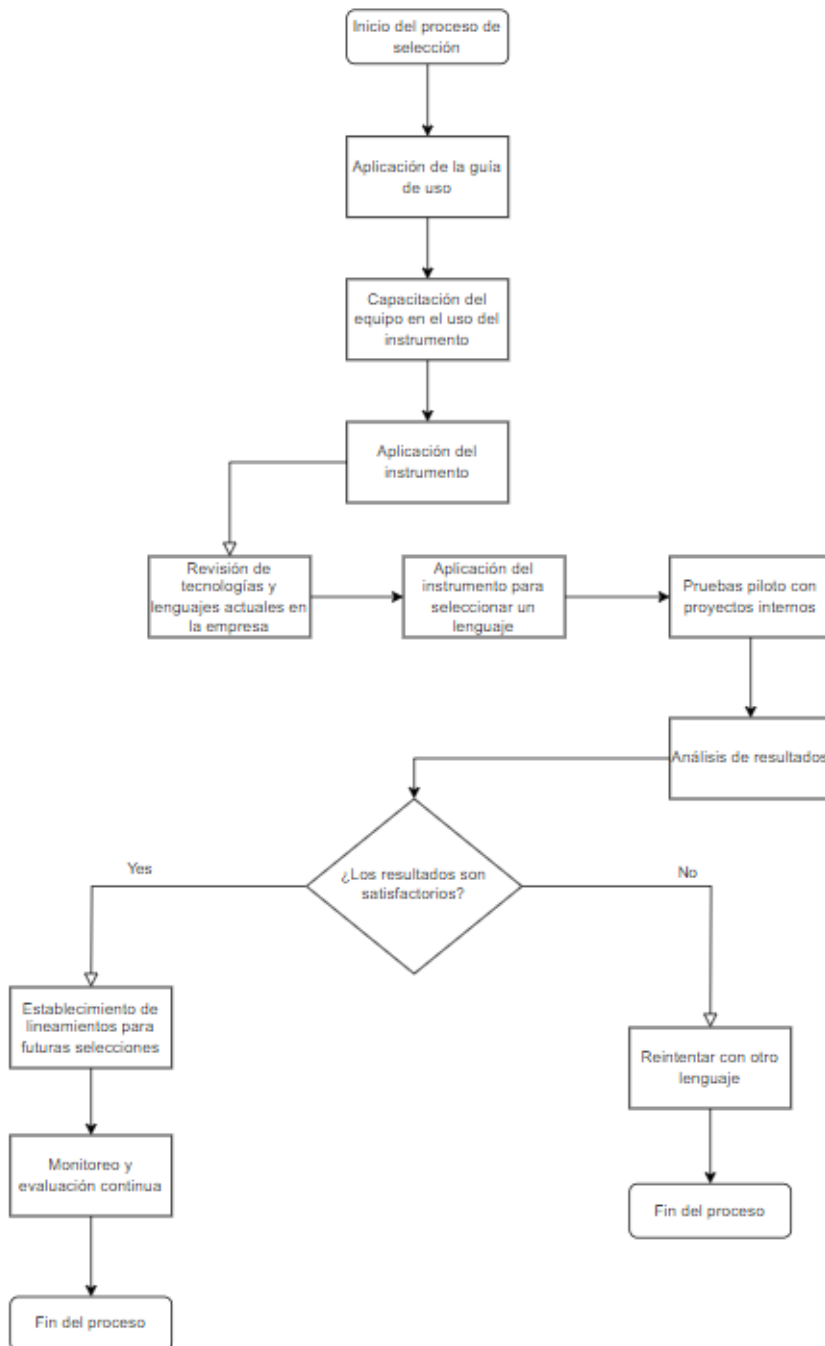 Inicio del proceso de
selección
Aplicación de la guía
de uso
Capacitación del
equipo en el uso del
instrumento
Aplicación del
instrumento
Revisión de
tecnologías y
lenguajes actuales en
la empresa
Aplicación del
instrumento para
seleccionar un
lenguaje
Pruebas piloto con
proyectos internos
Análisis de resultados
¿Los resultados son
satisfactorios?
Yes
No
Establecimiento de
lineamientos para
futuras selecciones
Reintentar con otro
lenguaje
Monitoreo y
evaluación continua
Fin del proceso
Fin del proceso